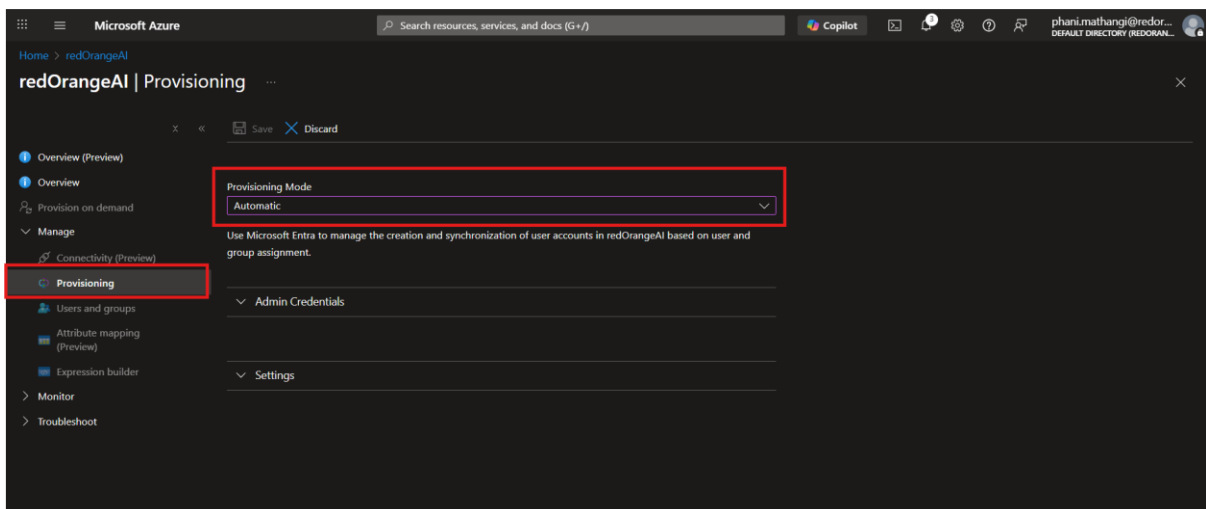 Microsoft Azure
Search resources, services, and docs (G+/)
Copilot
3
phani.mathangi@redor...
DEFAULT DIRECTORY (REDORAN...
Home > redOrangeAI
redOrangeAI | Provisioning ...
Save
Discard
Overview (Preview)
Overview
Provision on demand
Manage
Connectivity (Preview)
Provisioning
Users and groups
Attribute mapping
(Preview)
Expression builder
Monitor
Troubleshoot
Provisioning Mode
Automatic
Use Microsoft Entra to manage the creation and synchronization of user accounts in redOrangeAI based on user and
group assignment.
Admin Credentials
Settings